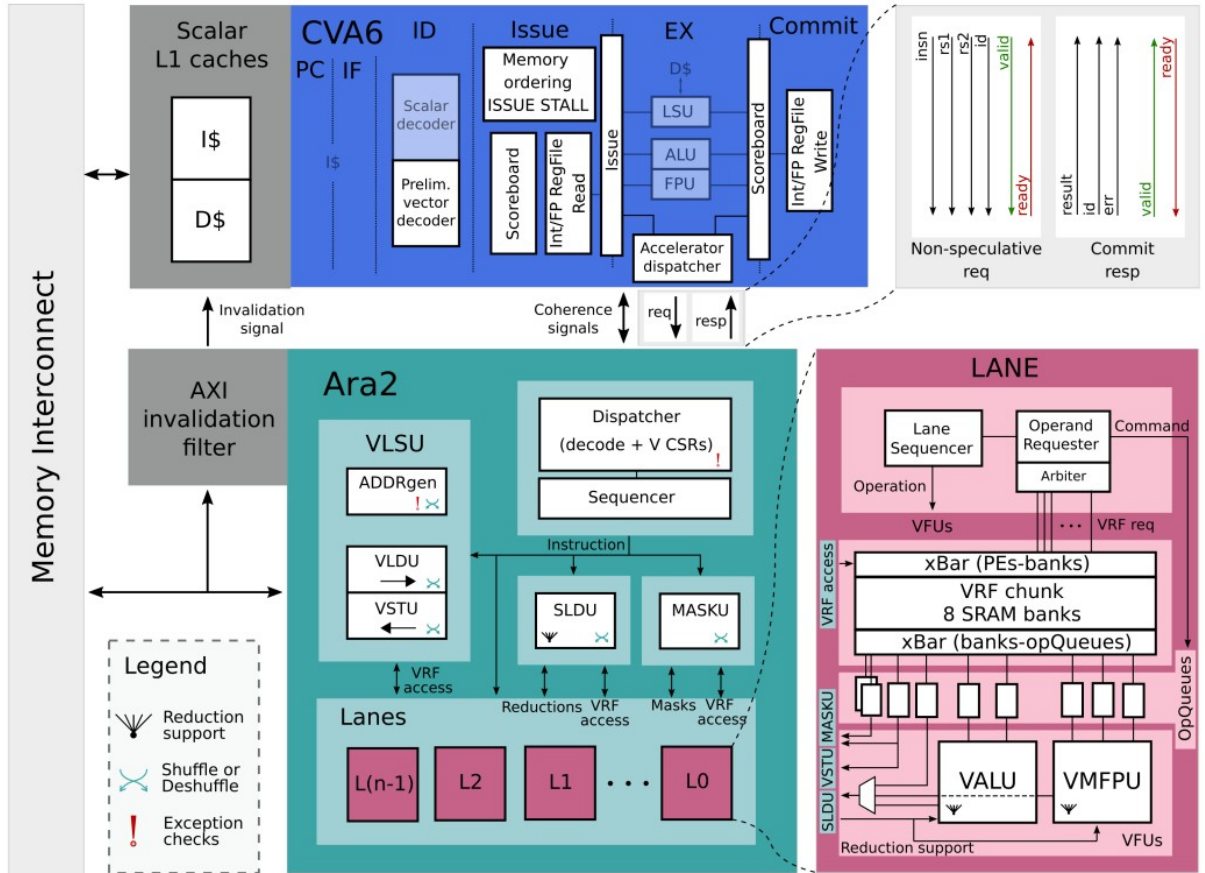 Memory Interconnect
Scalar
L1 caches
I$
D$
CVA6
PC
IF
I$
ID
Scalar
decoder
Prelim.
vector
decoder
Issue
Memory
ordering
ISSUE STALL
Scoreboard
Int/FP RegFile
Read
Issue
EX
D$
LSU
ALU
FPU
Accelerator
dispatcher
Scoreboard
Commit
Int/FP RegFile
Write
insn
rs1
rs2
id
valid
ready
Non-speculative
req
result
id
err
valid
ready
Commit
resp
Invalidation
signal
Coherence
signals
req
resp
AXI
invalidation
filter
Ara2
VLSU
ADDRgen
!
VLDU
VSTU
Dispatcher
(decode + V CSRs)
!
Sequencer
Instruction
SLDU
MASKU
VRF
access
Reductions
VRF
access
Masks
VRF
access
Lanes
L(n-1)
L2
L1
L0
Legend
Reduction
support
Shuffle or
Deshuffle
!
Exception
checks
LANE
Lane
Sequencer
Operand
Requester
Arbiter
Command
Operation
VFUs
VRF req
VRF access
xBar (PEs-banks)
VRF chunk
8 SRAM banks
xBar (banks-opQueues)
OpQueues
MASKU
VSTU
SLDU
VALU
VMFPU
Reduction support
VFUs